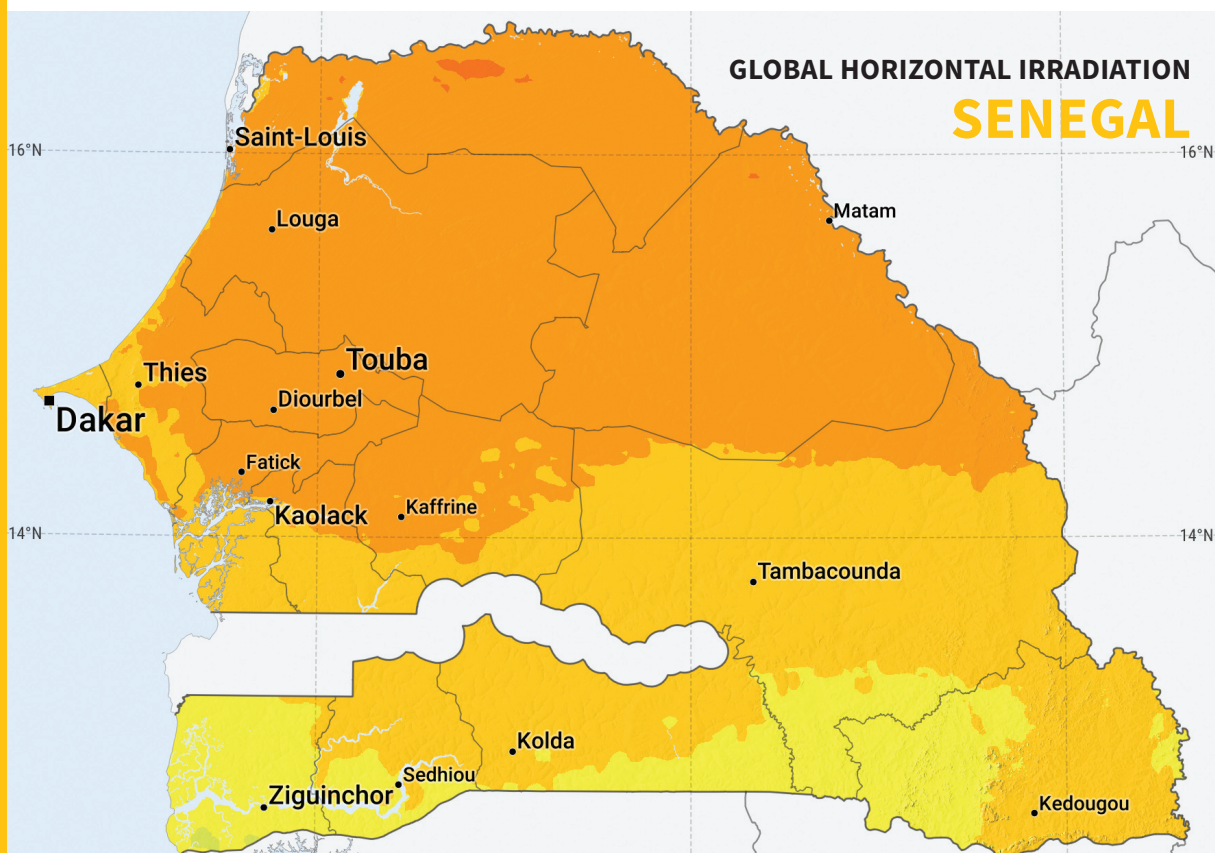 GLOBAL HORIZONTAL IRRADIATION
SENEGAL
16°N
Saint-Louis
16°N
Matam
Louga
Touba
Thies
Diourbel
Dakar
Fatick
Kaolack
Kaffrine
14°N
14°N
Tambacounda
Kolda
Sedhiou
Ziguinchor
Kedougou